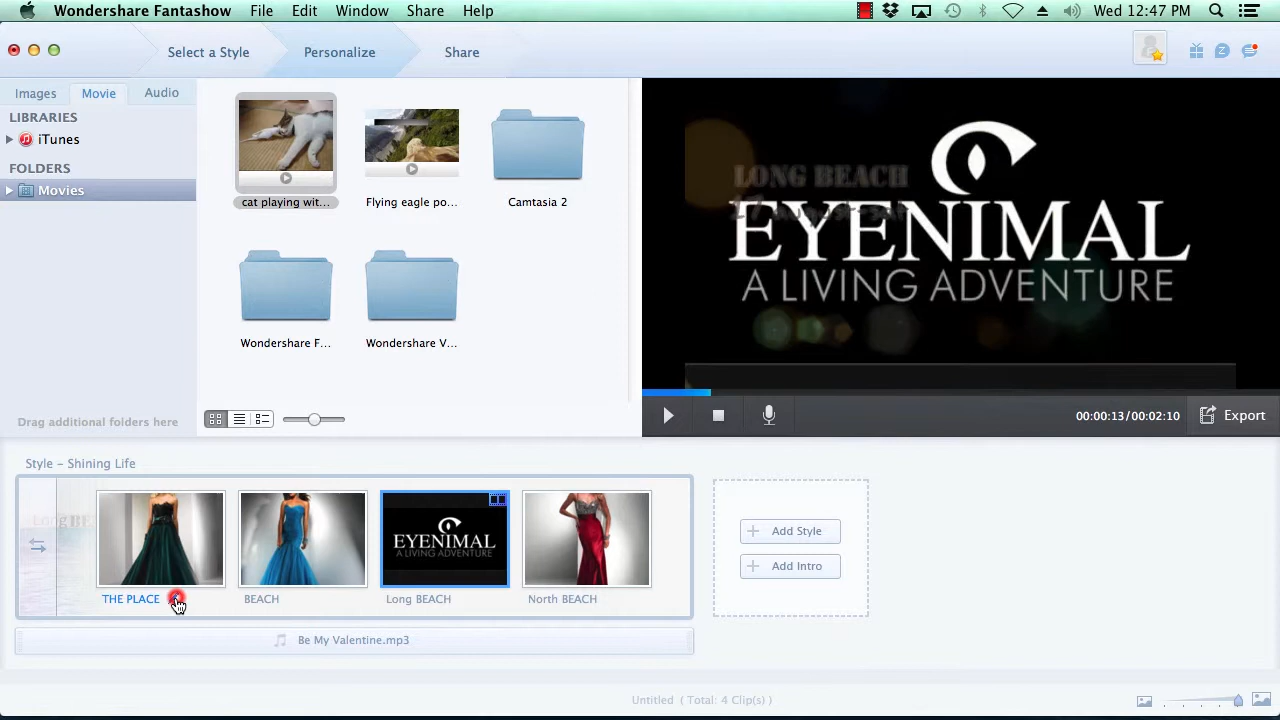 Wondershare Fantashow File Edit Window Share Help Wed 12:47 PM
Select a Style Personalize Share
Images Movie Audio
LIBRARIES
iTunes
FOLDERS
Movies
Drag additional folders here
cat playing wit... Flying eagle po... Camtasia 2
Wondershare F... Wondershare V...
LONG BEACH
EYENIMAL
A LIVING ADVENTURE
00:00:13/00:02:10 Export
Style - Shining Life
EYENIMAL
A LIVING ADVENTURE
THE PLACE BEACH Long BEACH North BEACH
Add Style
Add Intro
Be My Valentine.mp3
Untitled ( Total: 4 Clip(s) )